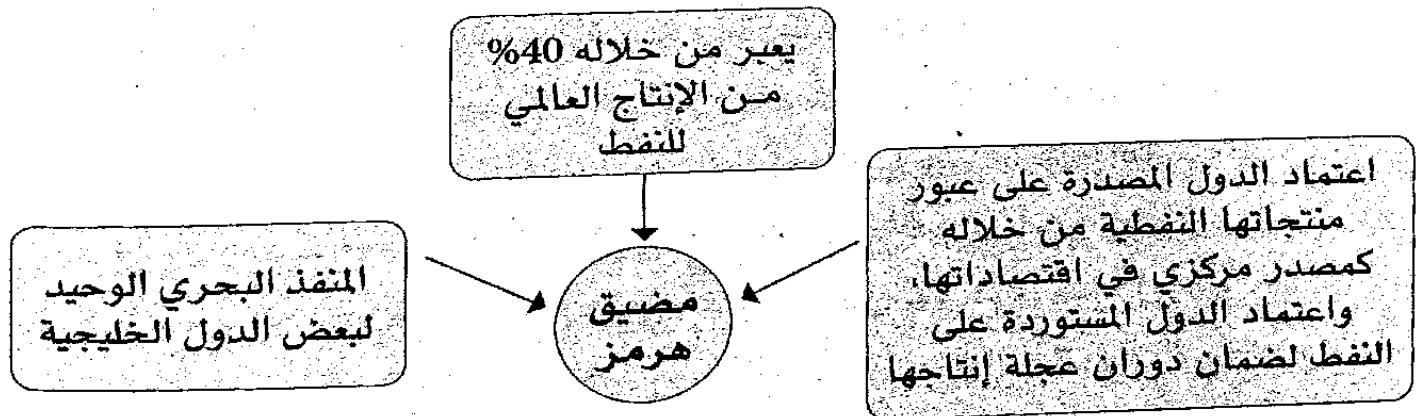 يعبر من خلاله 40%
من الإنتاج العالمي
للنفط
اعتماد الدول المصدرة على عبور
منتجاتها النفطية من خلاله
كمصدر مركزي في اقتصاداتها،
واعتماد الدول المستوردة على
النفط لضمان دوران عجلة إنتاجها
مضيق
هرمز
المنفذ البحري الوحيد
لبعض الدول الخليجية